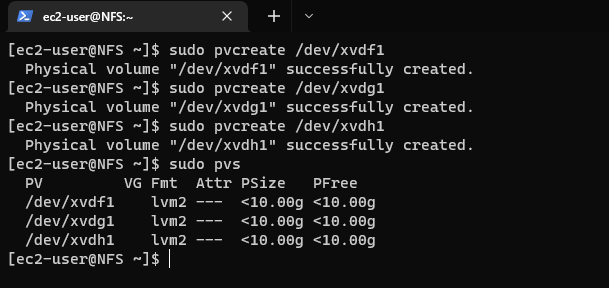 ec2-user@NFS:~
[ec2-user@NFS ~]$ sudo pvcreate /dev/xvdf1
  Physical volume "/dev/xvdf1" successfully created.
[ec2-user@NFS ~]$ sudo pvcreate /dev/xvdg1
  Physical volume "/dev/xvdg1" successfully created.
[ec2-user@NFS ~]$ sudo pvcreate /dev/xvdh1
  Physical volume "/dev/xvdh1" successfully created.
[ec2-user@NFS ~]$ sudo pvs
  PV         VG Fmt  Attr PSize   PFree
  /dev/xvdf1    lvm2 ---  <10.00g <10.00g
  /dev/xvdg1    lvm2 ---  <10.00g <10.00g
  /dev/xvdh1    lvm2 ---  <10.00g <10.00g
[ec2-user@NFS ~]$